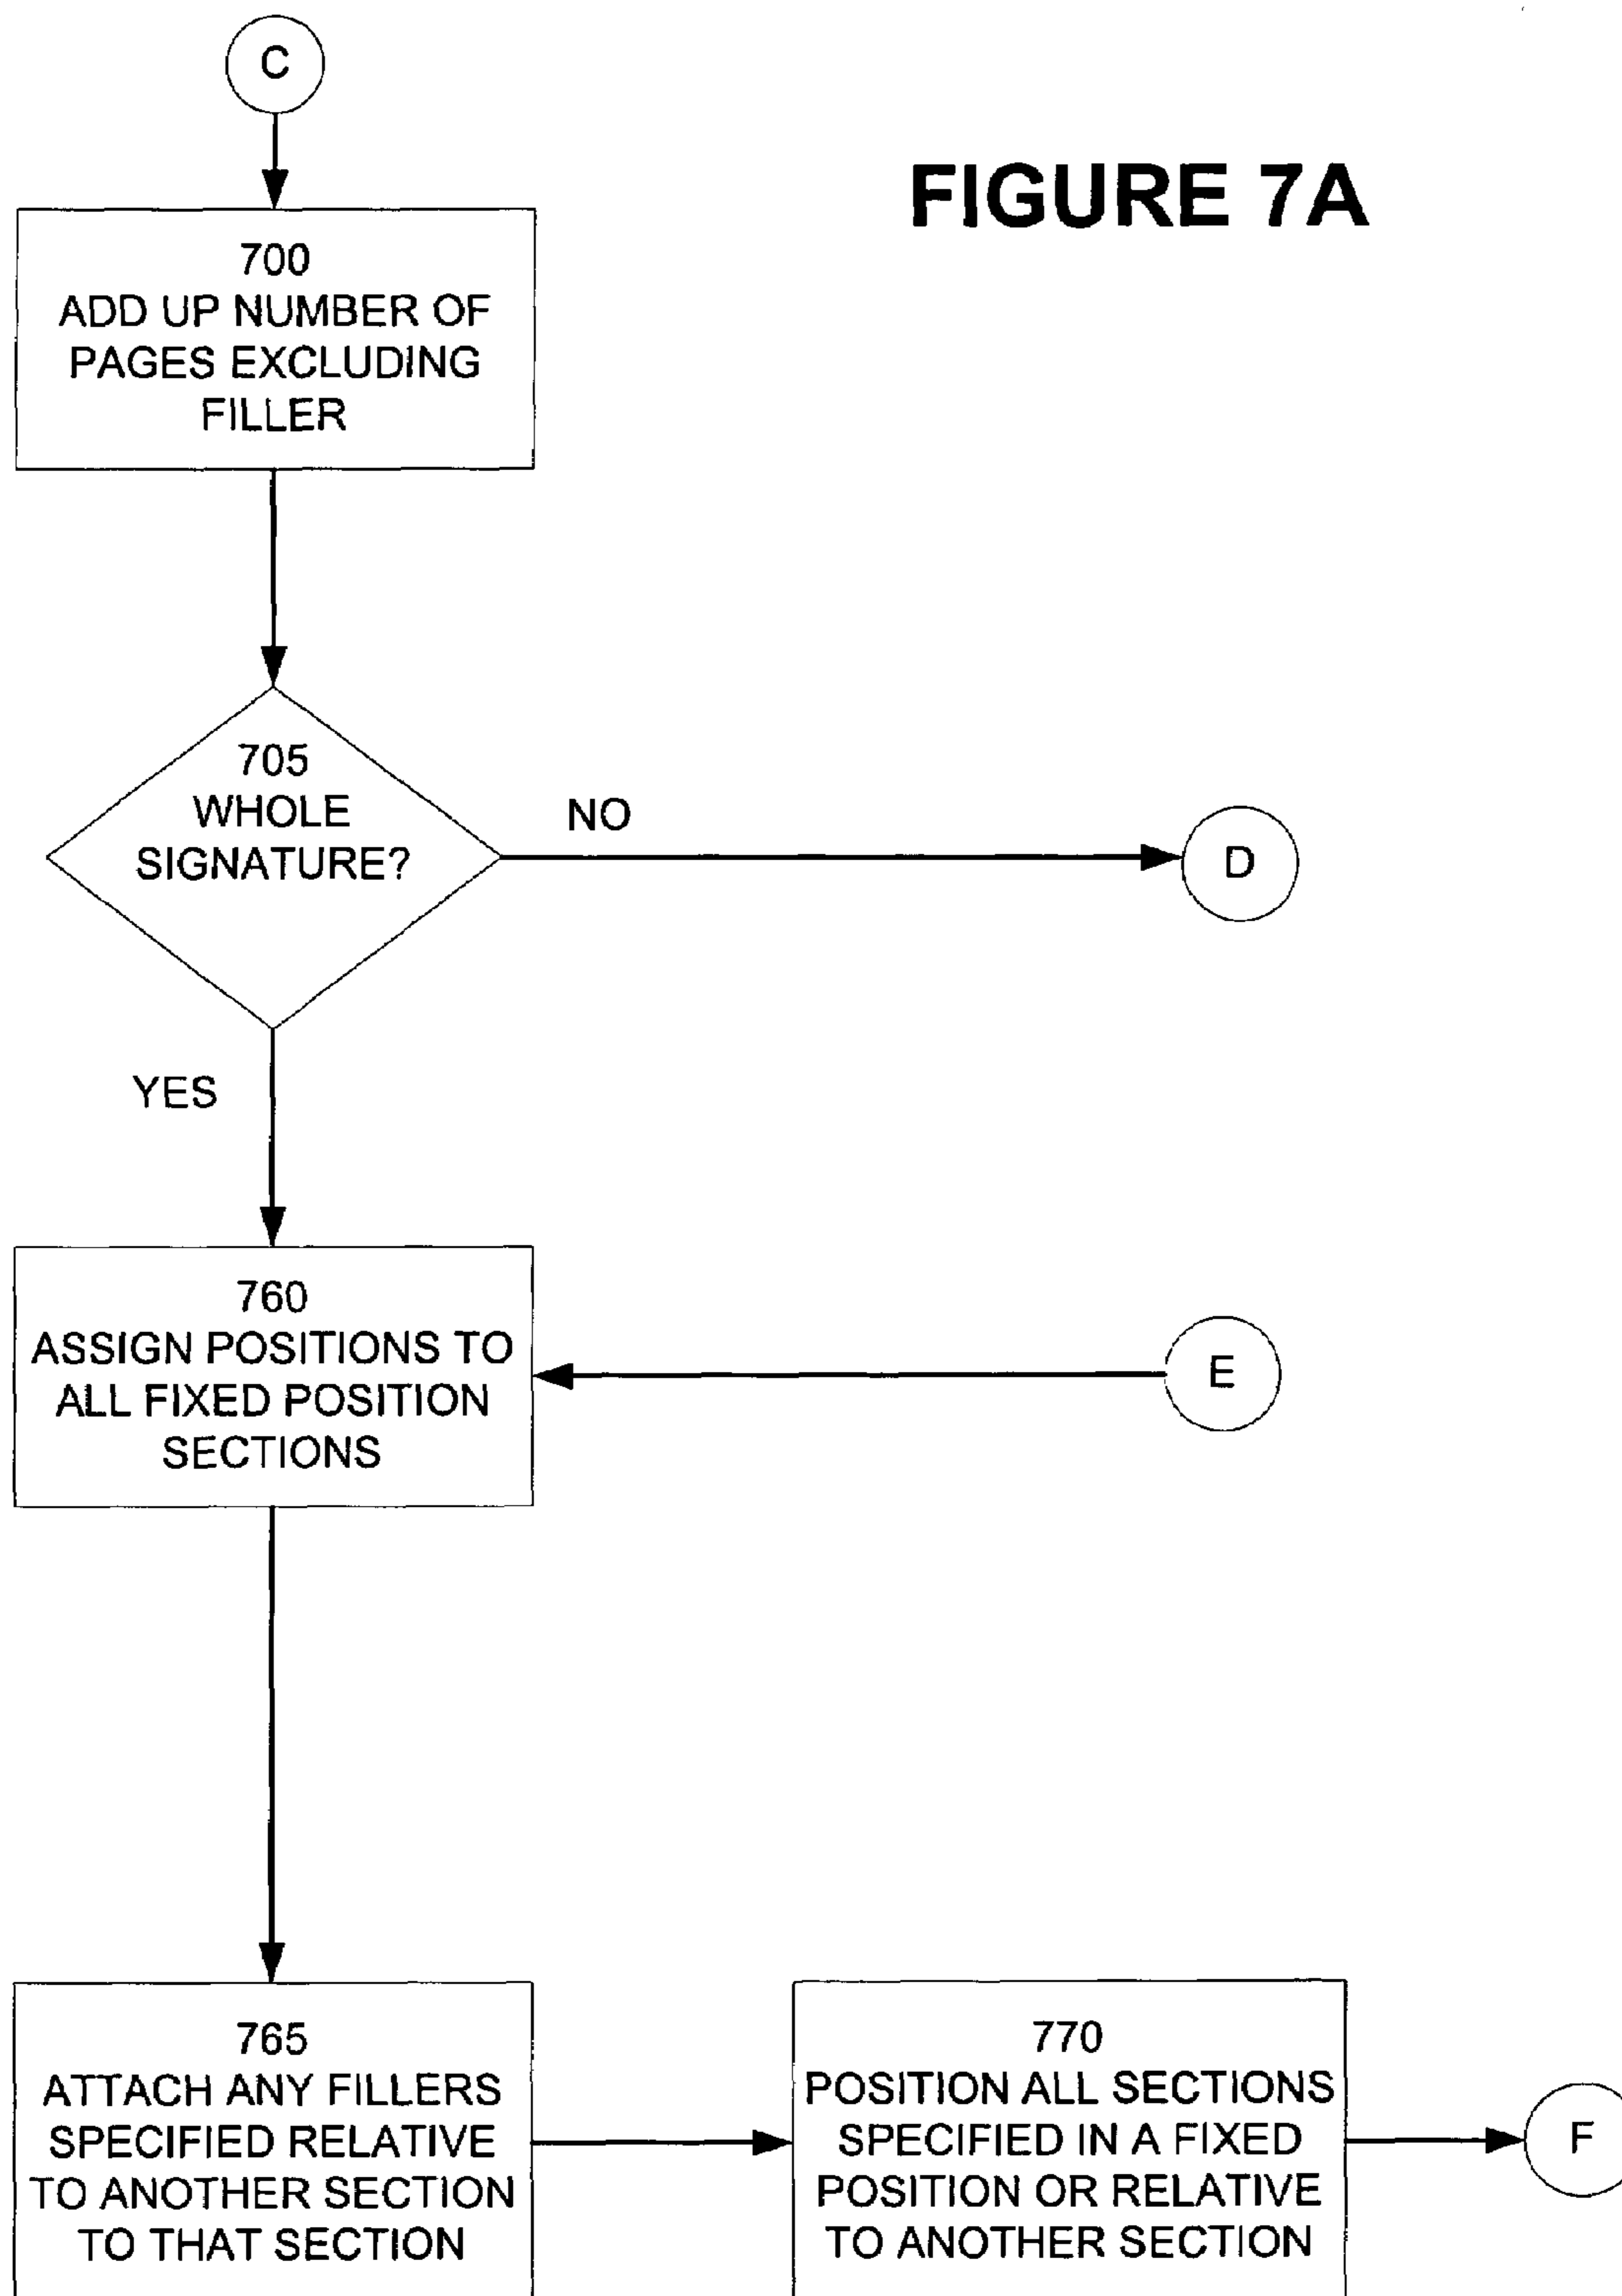 C
FIGURE 7A
700
ADD UP NUMBER OF
PAGES EXCLUDING
FILLER
705
WHOLE
SIGNATURE?
NO
D
YES
760
ASSIGN POSITIONS TO
ALL FIXED POSITION
SECTIONS
E
765
ATTACH ANY FILLERS
SPECIFIED RELATIVE
TO ANOTHER SECTION
TO THAT SECTION
770
POSITION ALL SECTIONS
SPECIFIED IN A FIXED
POSITION OR RELATIVE
TO ANOTHER SECTION
F